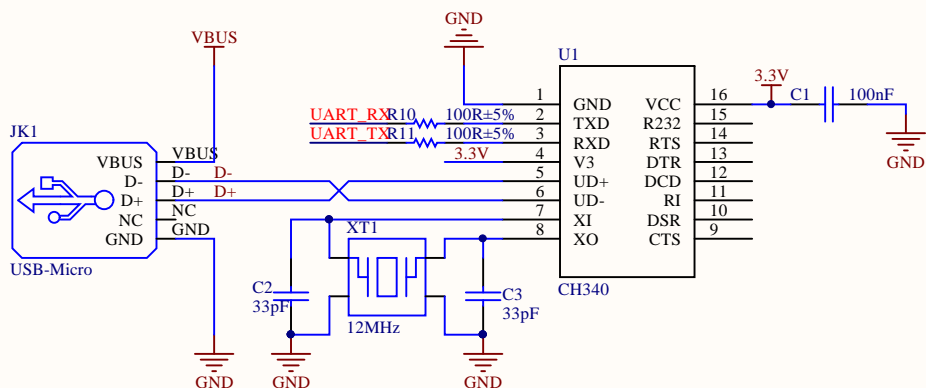 GND
VBUS
U1
3.3V
C1
100nF
1
GND
VCC
16
UART_RX
R10
100R±5%
2
TXD
R232
15
UART_TX
R11
100R±5%
3
RXD
RTS
14
3.3V
4
V3
DTR
13
5
UD+
DCD
12
6
UD-
RI
11
7
XI
DSR
10
8
XO
CTS
9
CH340
GND
JK1
VBUS
VBUS
D-
D-
D-
D+
D+
D+
NC
NC
GND
GND
USB-Micro
XT1
C2
33pF
12MHz
C3
33pF
GND
GND
GND